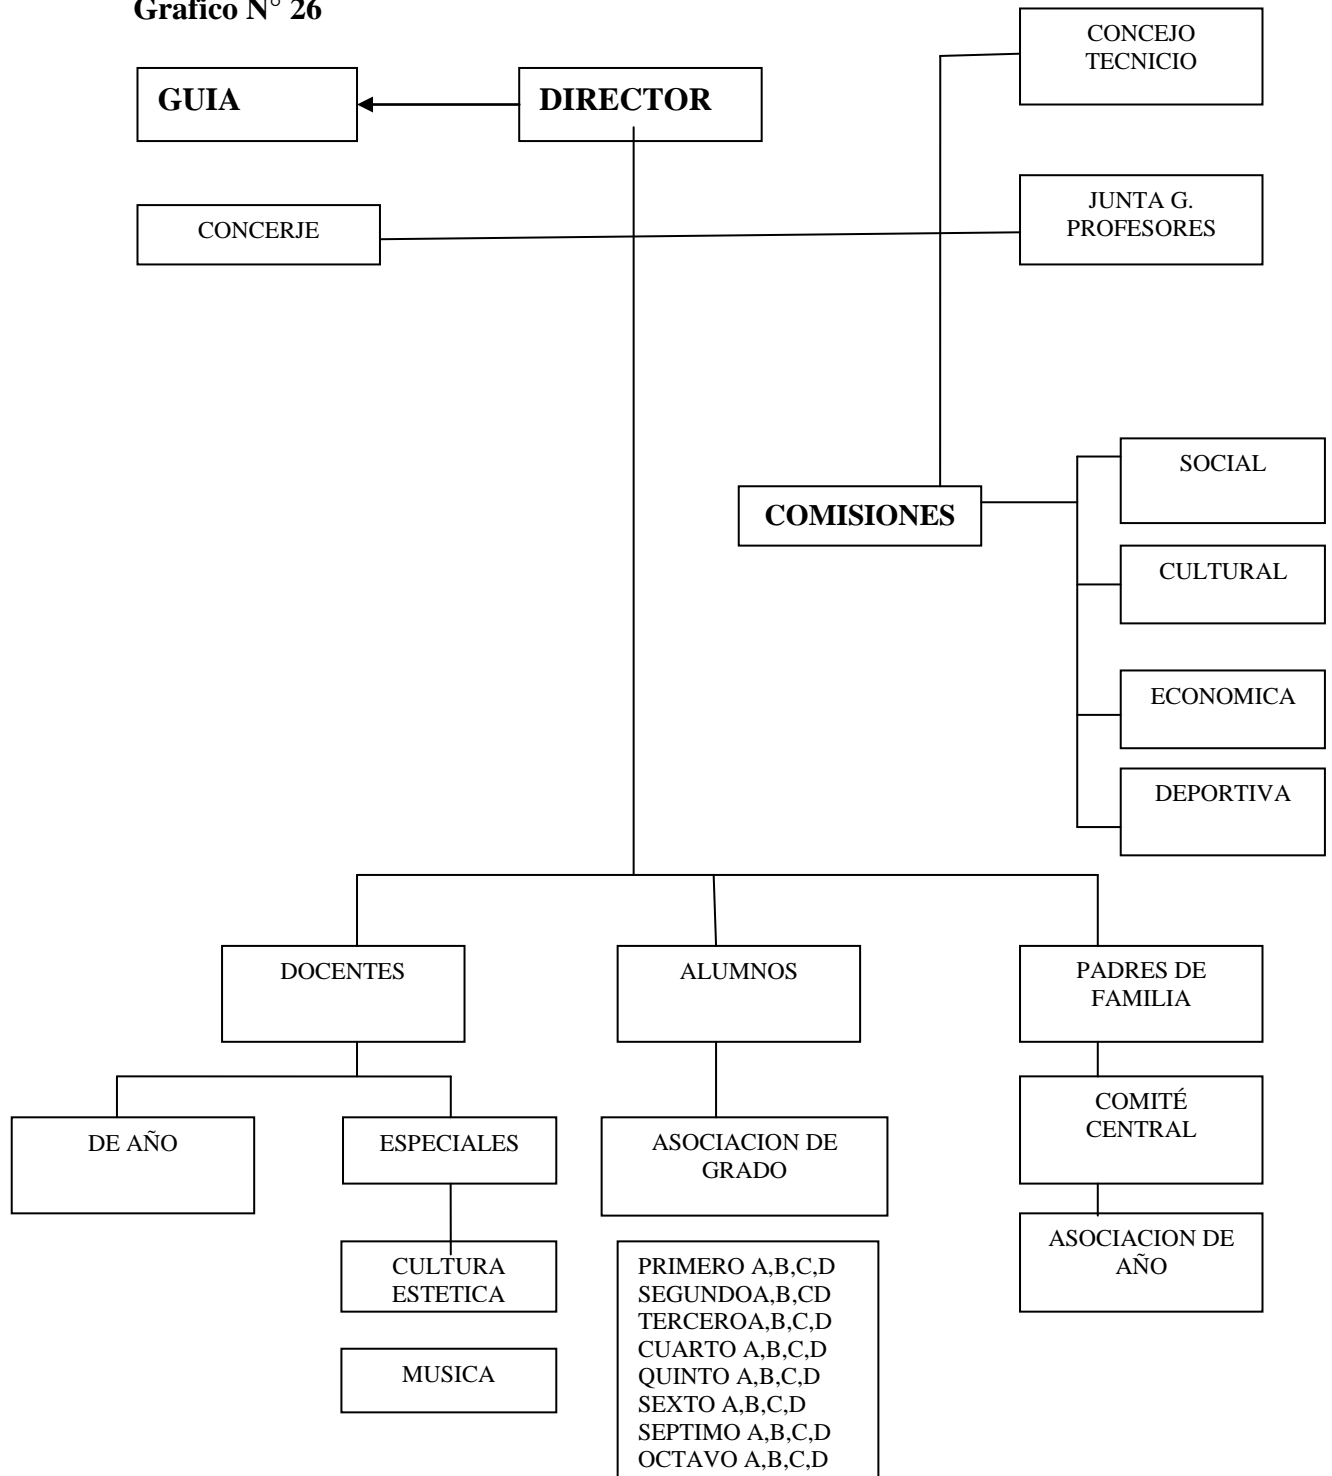 Grafico N° 26
CONCEJO
TECNICIO
GUIA
DIRECTOR
CONCERJE
JUNTA G.
PROFESORES
SOCIAL
COMISIONES
CULTURAL
ECONOMICA
DEPORTIVA
DOCENTES
ALUMNOS
PADRES DE
FAMILIA
DE AÑO
ESPECIALES
ASOCIACION DE
GRADO
COMITÉ
CENTRAL
CULTURA
ESTETICA
MUSICA
PRIMERO A,B,C,D
SEGUNDOA,B,CD
TERCEROA,B,C,D
CUARTO A,B,C,D
QUINTO A,B,C,D
SEXTO A,B,C,D
SEPTIMO A,B,C,D
OCTAVO A,B,C,D
ASOCIACION DE
AÑO